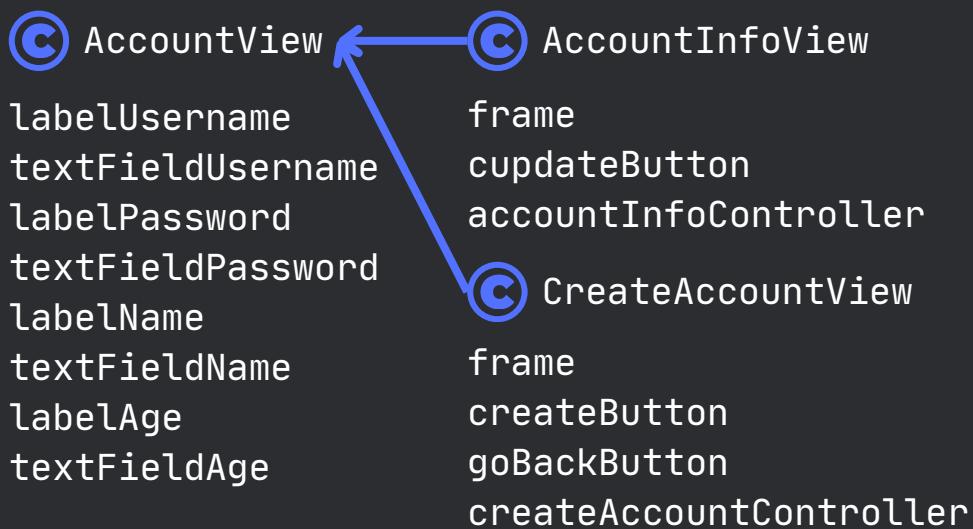 AccountView
labelUsername
textFieldUsername
labelPassword
textFieldPassword
labelName
textFieldName
labelAge
textFieldAge
AccountInfoView
frame
cupdateButton
accountInfoController
CreateAccountView
frame
createButton
goBackButton
createAccountController